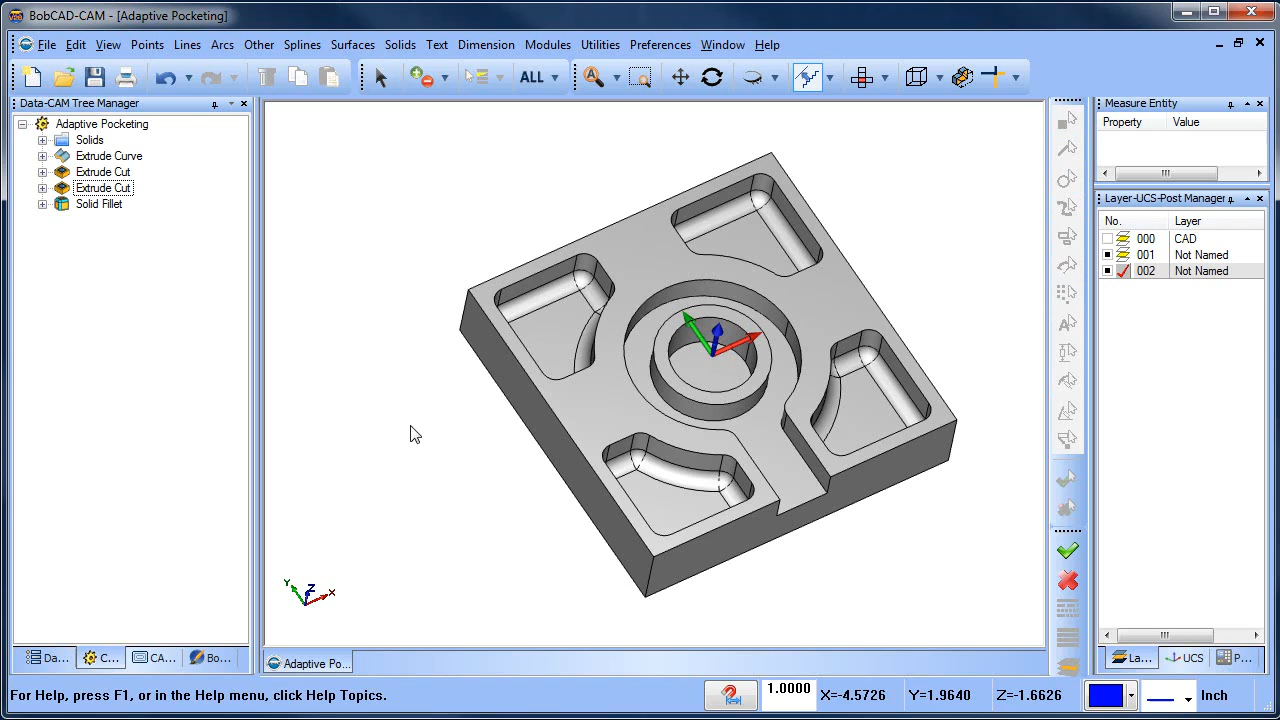 BobCAD-CAM - [Adaptive Pocketing]
File Edit View Points Lines Arcs Other Splines Surfaces Solids Text Dimension Modules Utilities Preferences Window Help
ALL
Data-CAM Tree Manager
Adaptive Pocketing
Solids
Extrude Curve
Extrude Cut
Extrude Cut
Solid Fillet
Measure Entity
Property Value
Layer-UCS-Post Manager
No. Layer
000 CAD
001 Not Named
002 Not Named
Y Z X
Da... C... CA... Bo...
Adaptive Po...
La... UCS P...
For Help, press F1, or in the Help menu, click Help Topics.
1.0000 X=-4.5726 Y=1.9640 Z=-1.6626 Inch